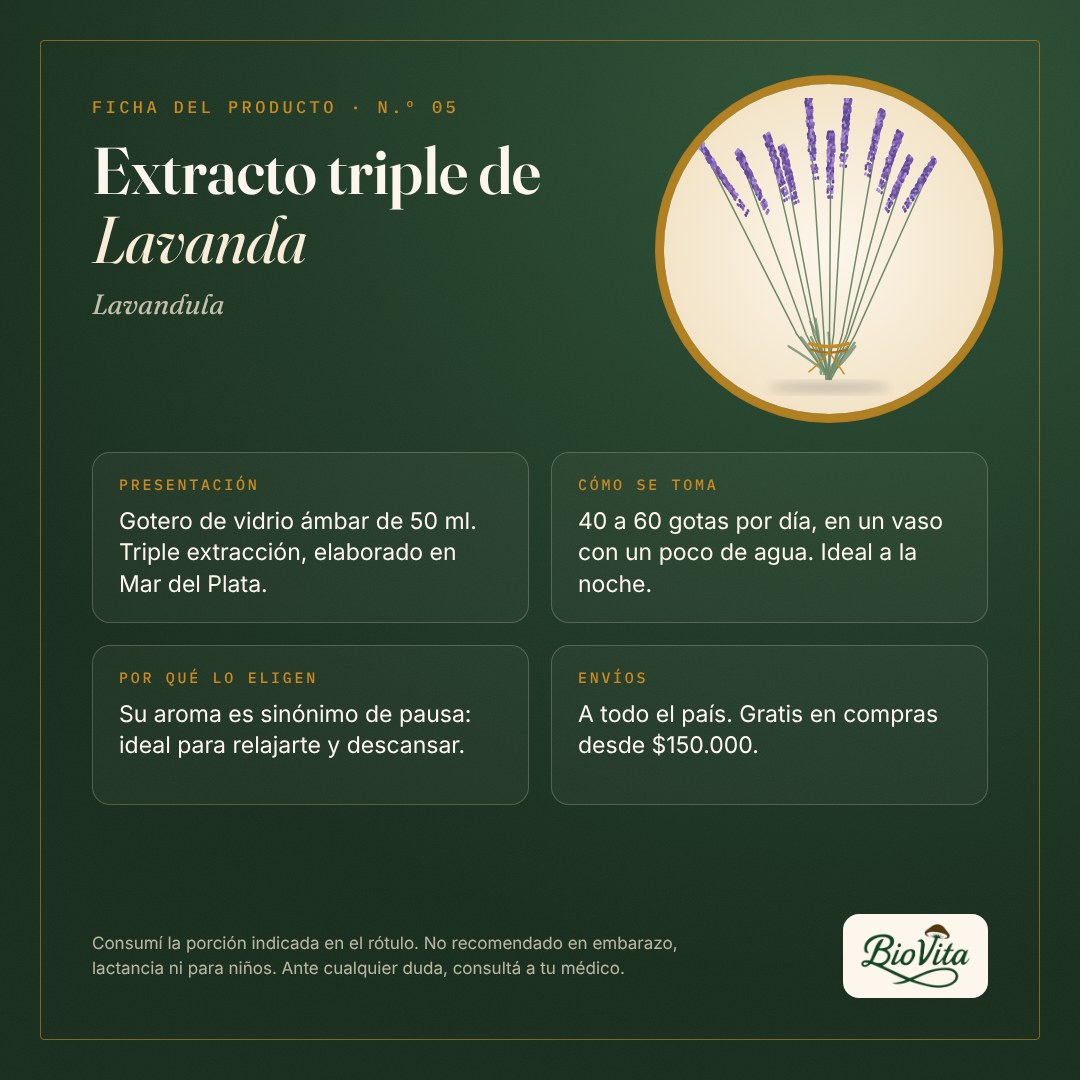 FICHA DEL PRODUCTO · N.º 05
Extracto triple de
Lavanda
Lavandula
PRESENTACIÓN
Gotero de vidrio ámbar de 50 ml.
Triple extracción, elaborado en
Mar del Plata.
CÓMO SE TOMA
40 a 60 gotas por día, en un vaso
con un poco de agua. Ideal a la
noche.
POR QUÉ LO ELIGEN
Su aroma es sinónimo de pausa:
ideal para relajarte y descansar.
ENVÍOS
A todo el país. Gratis en compras
desde $150.000.
Consumí la porción indicada en el rótulo. No recomendado en embarazo,
lactancia ni para niños. Ante cualquier duda, consultá a tu médico.
BioVita